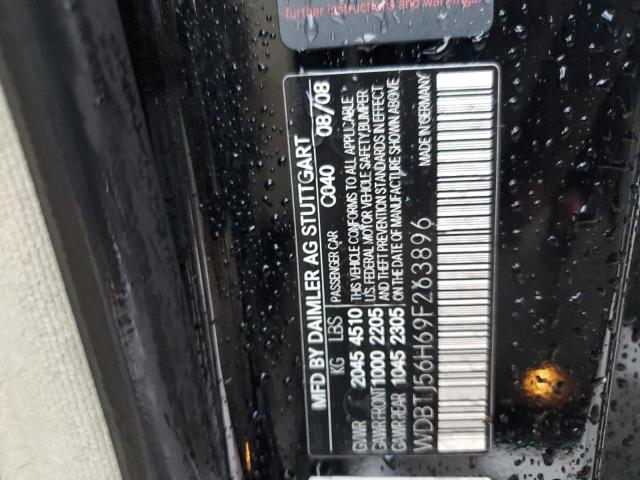 further instructions and warnings.
MFD BY DAIMLER AG STUTTGART
KG LBS PASSENGER CAR C040 08/08
GVWR 2045 4510
GAWR FRONT 1000 2205
GAWR REAR 1045 2305
THIS VEHICLE CONFORMS TO ALL APPLICABLE
U.S. FEDERAL MOTOR VEHICLE SAFETY, BUMPER
AND THEFT PREVENTION STANDARDS IN EFFECT
ON THE DATE OF MANUFACTURE SHOWN ABOVE
WDBTJ56H69F263896 MADE IN GERMANY